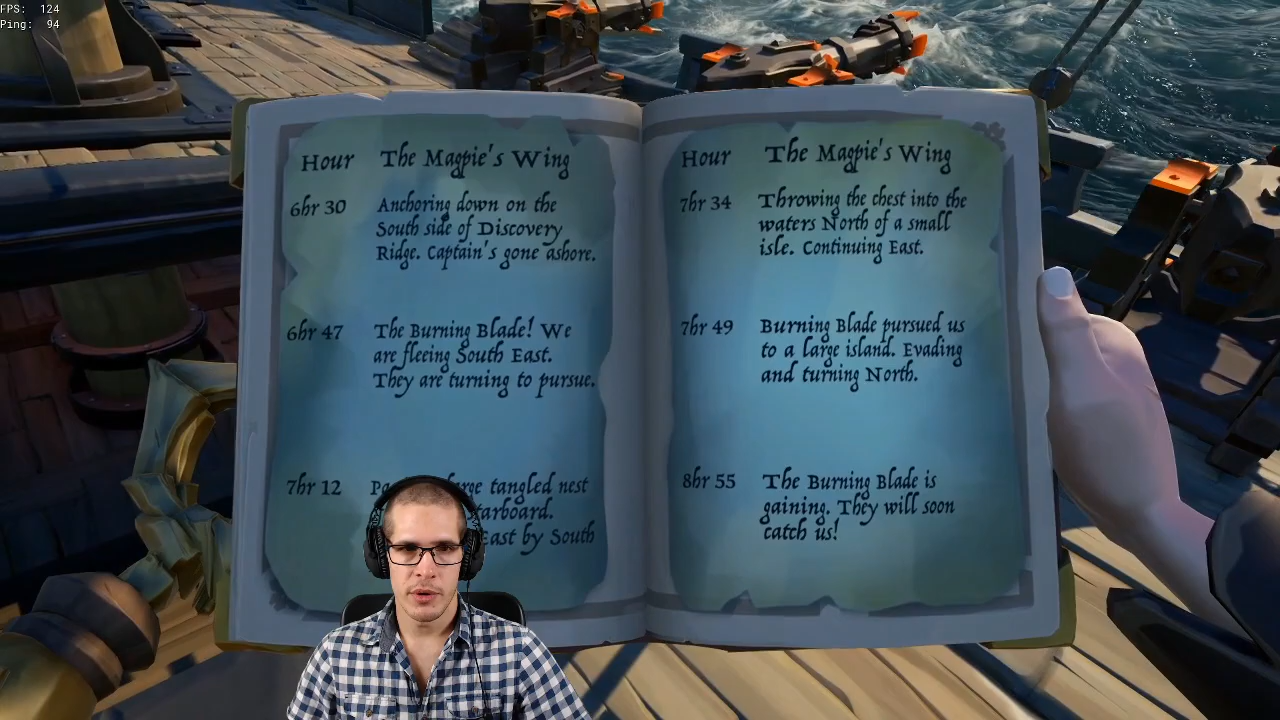 FPS: 124
Ping: 94
Hour The Magpie's Wing
6hr 30 Anchoring down on the
South side of Discovery
Ridge. Captain's gone ashore.
6hr 47 The Burning Blade! We
are fleeing South East.
They are turning to pursue.
7hr 12 tangled nest
East by South
Hour The Magpie's Wing
7hr 34 Throwing the chest into the
waters North of a small
isle. Continuing East.
7hr 49 Burning Blade pursued us
to a large island. Evading
and turning North.
8hr 55 The Burning Blade is
gaining. They will soon
catch us!